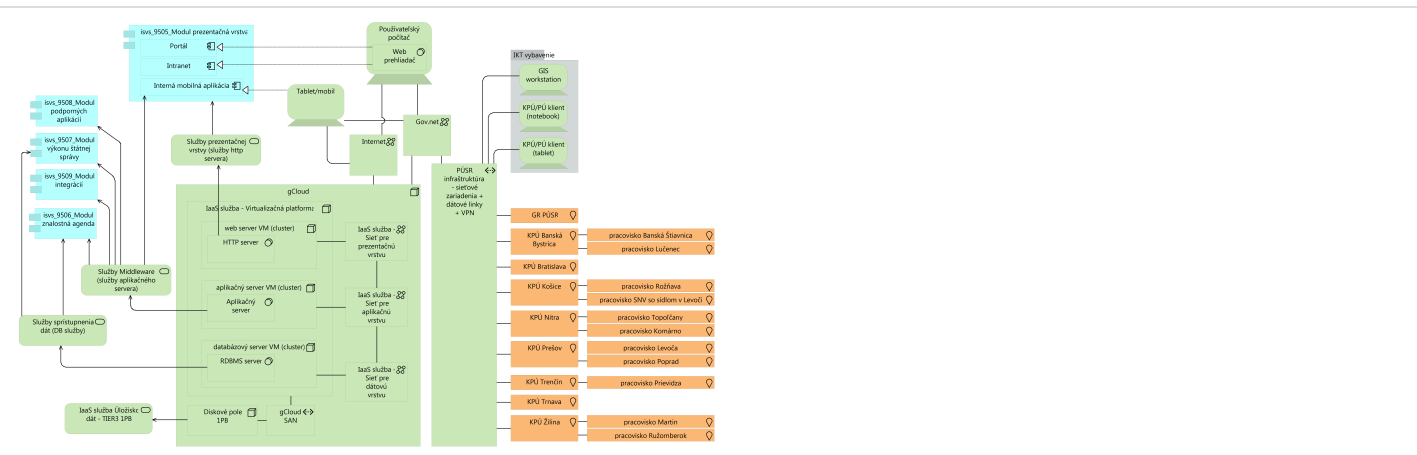 isvs_9505_Modul prezentačná vrstva
Portál
Intranet
Interná mobilná aplikácia
Používateľský
počítač
Web
prehliadač
Tablet/mobil
Gov.net
Internet
IKT vybavenie
GIS
workstation
KPÚ/PÚ klient
(notebook)
KPÚ/PÚ klient
(tablet)
isvs_9508_Modul
podporných
aplikácií
isvs_9507_Modul
výkonu štátnej
správy
isvs_9509_Modul
integrácií
isvs_9506_Modul
znalostná agenda
Služby prezentačnej
vrstvy (služby http
servera)
Služby Middleware
(služby aplikačného
servera)
Služby sprístupnenia
dát (DB služby)
IaaS služba Úložisko
dát - TIER3 1PB
gCloud
IaaS služba - Virtualizačná platforma
web server VM (cluster)
HTTP server
aplikačný server VM (cluster)
Aplikačný
server
databázový server VM (cluster)
RDBMS server
IaaS služba -
Sieť pre
prezentačnú
vrstvu
IaaS služba -
Sieť pre
aplikačnú
vrstvu
IaaS služba -
Sieť pre
dátovú
vrstvu
Diskové pole
1PB
gCloud
SAN
PÚSR
infraštruktúra
- sieťové
zariadenia +
dátové linky
+ VPN
GR PÚSR
KPÚ Banská
Bystrica
pracovisko Banská Štiavnica
pracovisko Lučenec
KPÚ Bratislava
KPÚ Košice
pracovisko Rožňava
pracovisko SNV so sídlom v Levoči
KPÚ Nitra
pracovisko Topoľčany
pracovisko Komárno
KPÚ Prešov
pracovisko Levoča
pracovisko Poprad
KPÚ Trenčín
pracovisko Prievidza
KPÚ Trnava
KPÚ Žilina
pracovisko Martin
pracovisko Ružomberok